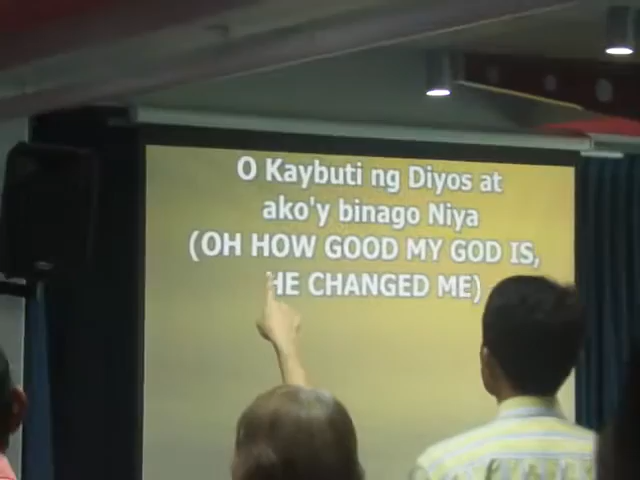 O Kaybuti ng Diyos at
ako'y binago Niya
(OH HOW GOOD MY GOD IS,
HE CHANGED ME)